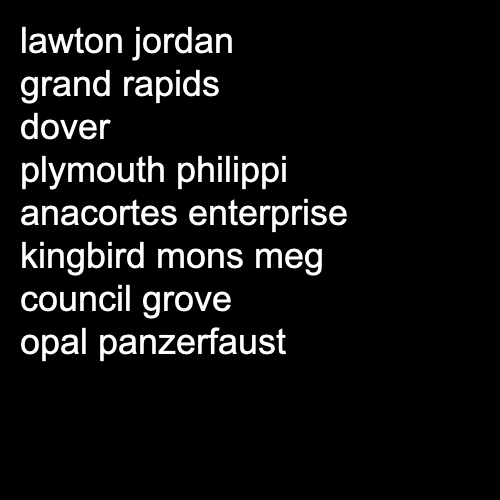 lawton jordan
grand rapids
dover
plymouth philippi
anacortes enterprise
kingbird mons meg
council grove
opal panzerfaust